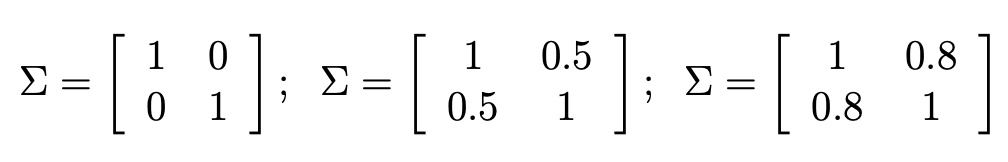 Σ = [ 1 0 0 1 ] ; Σ = [ 1 0.5 0.5 1 ] ; Σ = [ 1 0.8 0.8 1 ]